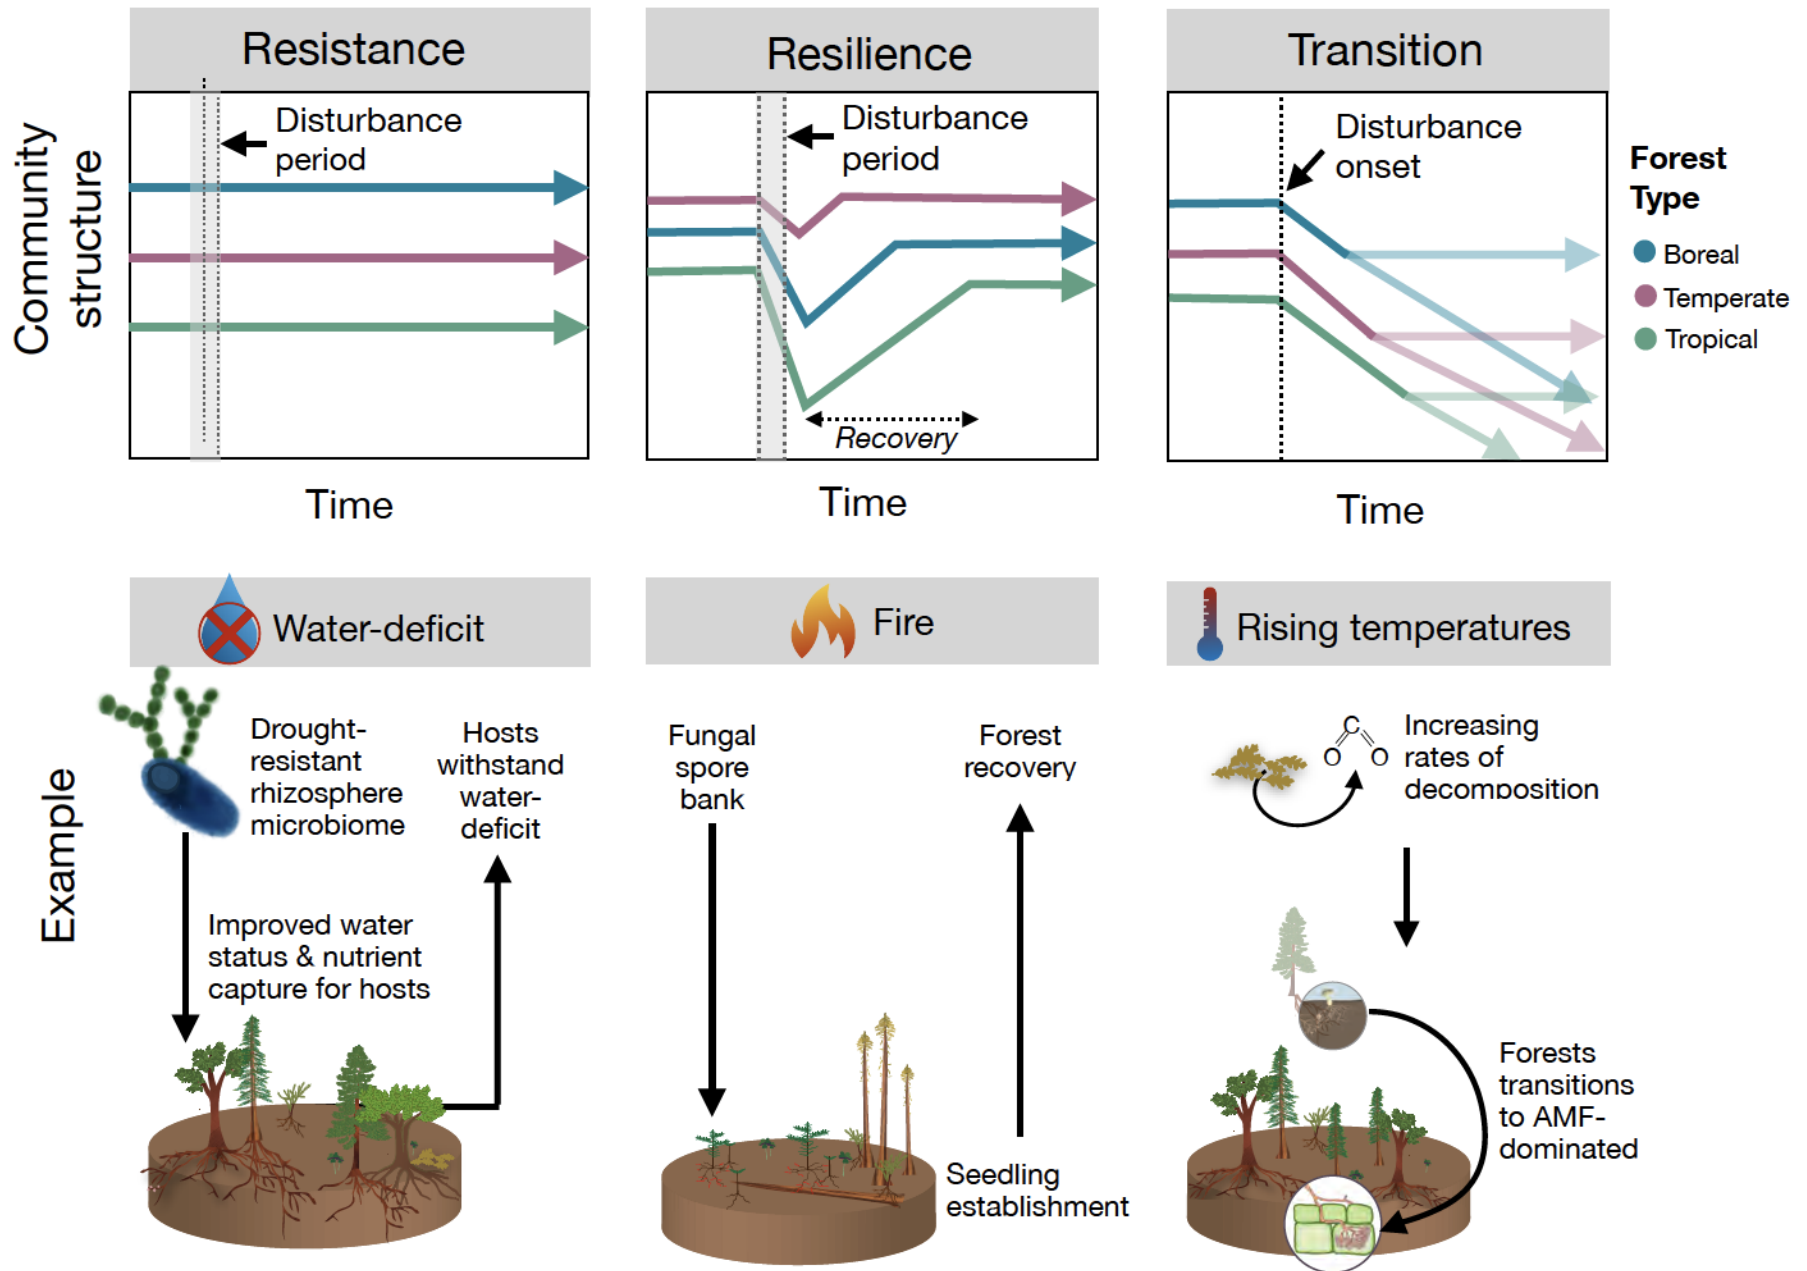 Resistance
Resilience
Transition
Community
structure
Disturbance
period
Disturbance
period
Recovery
Disturbance
onset
Forest
Type
Boreal
Temperate
Tropical
Time
Time
Time
Example
Water-deficit
Fire
Rising temperatures
Drought-
resistant
rhizosphere
microbiome
Hosts
withstand
water-
deficit
Improved water
status & nutrient
capture for hosts
Fungal
spore
bank
Forest
recovery
Seedling
establishment
C
O
O
Increasing
rates of
decomposition
Forests
transitions
to AMF-
dominated